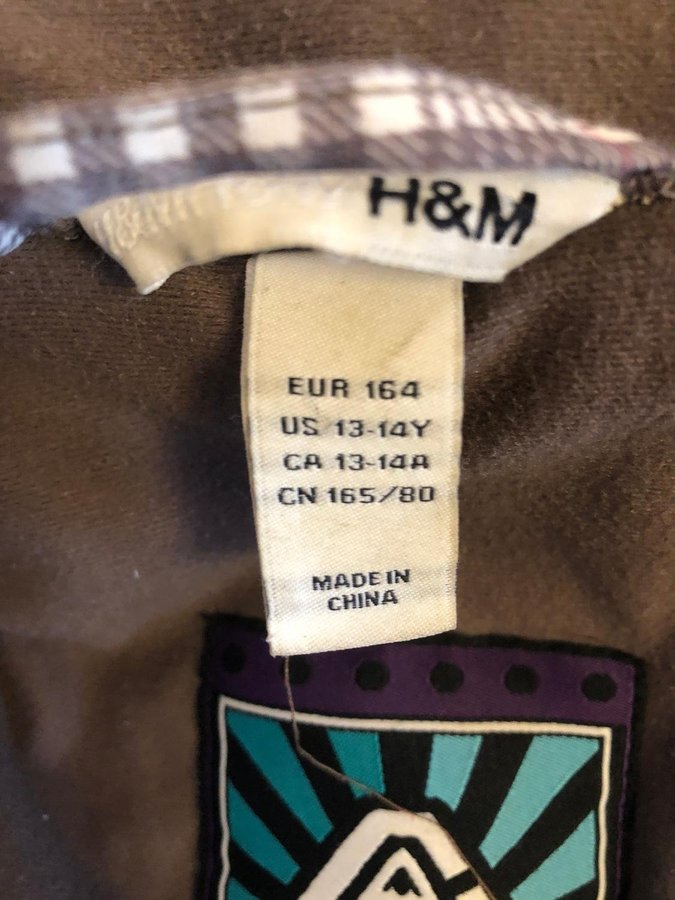 H&M
EUR 164
US 13-14Y
CA 13-14A
CN 165/80
MADE IN
CHINA